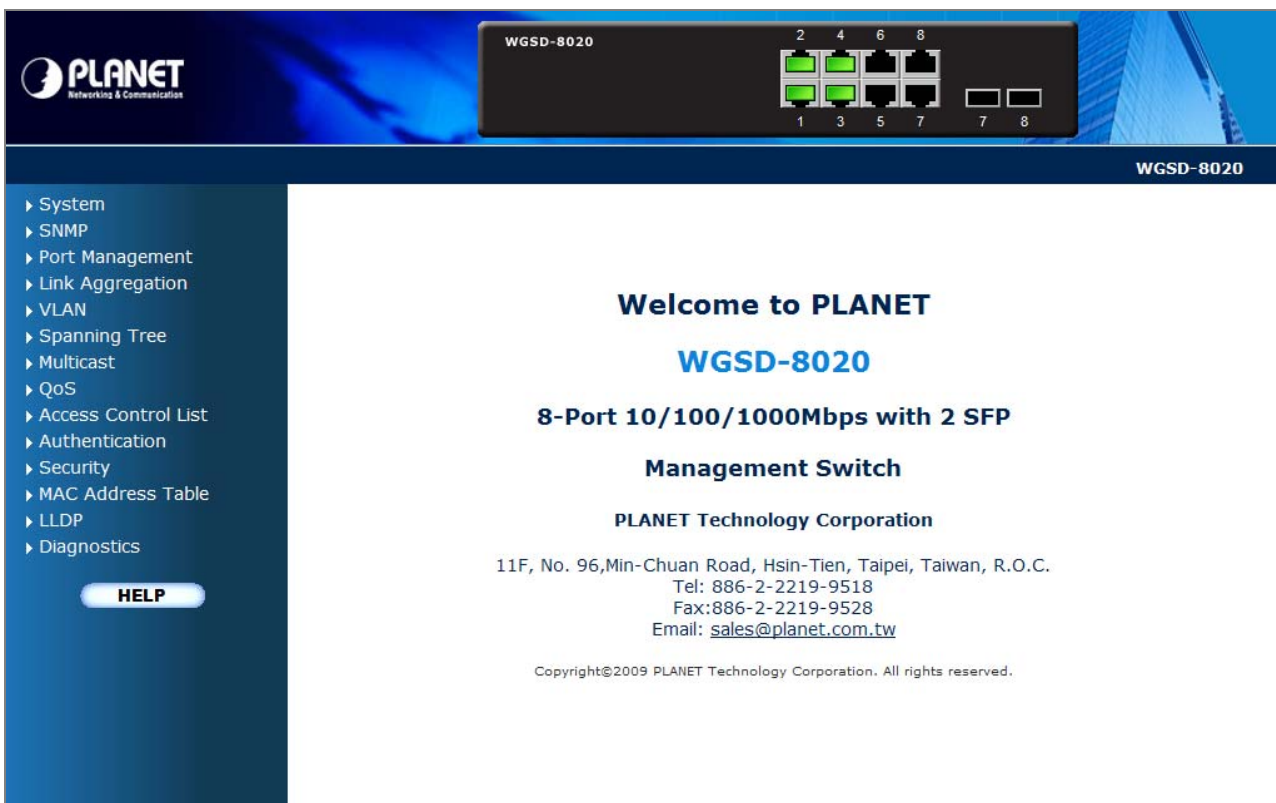 PLANET
Networking & Communication
WGSD-8020
2 4 6 8
1 3 5 7 7 8
WGSD-8020
System
SNMP
Port Management
Link Aggregation
VLAN
Spanning Tree
Multicast
QoS
Access Control List
Authentication
Security
MAC Address Table
LLDP
Diagnostics
HELP
Welcome to PLANET
WGSD-8020
8-Port 10/100/1000Mbps with 2 SFP
Management Switch
PLANET Technology Corporation
11F, No. 96,Min-Chuan Road, Hsin-Tien, Taipei, Taiwan, R.O.C.
Tel: 886-2-2219-9518
Fax:886-2-2219-9528
Email: sales@planet.com.tw
Copyright©2009 PLANET Technology Corporation. All rights reserved.